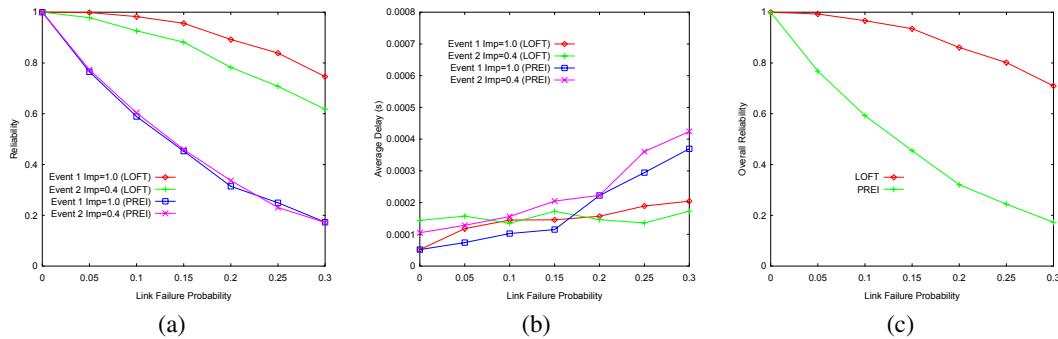 1
0.8
0.6
0.4
0.2
0
Reliability
Event 1 Imp=1.0 (LOFT)
Event 2 Imp=0.4 (LOFT)
Event 1 Imp=1.0 (PREI)
Event 2 Imp=0.4 (PREI)
0 0.05 0.1 0.15 0.2 0.25 0.3
Link Failure Probability
(a)
0.0008
0.0007
0.0006
0.0005
0.0004
0.0003
0.0002
0.0001
0
Average Delay (s)
Event 1 Imp=1.0 (LOFT)
Event 2 Imp=0.4 (LOFT)
Event 1 Imp=1.0 (PREI)
Event 2 Imp=0.4 (PREI)
0 0.05 0.1 0.15 0.2 0.25 0.3
Link Failure Probability
(b)
1
0.8
0.6
0.4
0.2
0
Overall Reliability
LOFT
PREI
0 0.05 0.1 0.15 0.2 0.25 0.3
Link Failure Probability
(c)